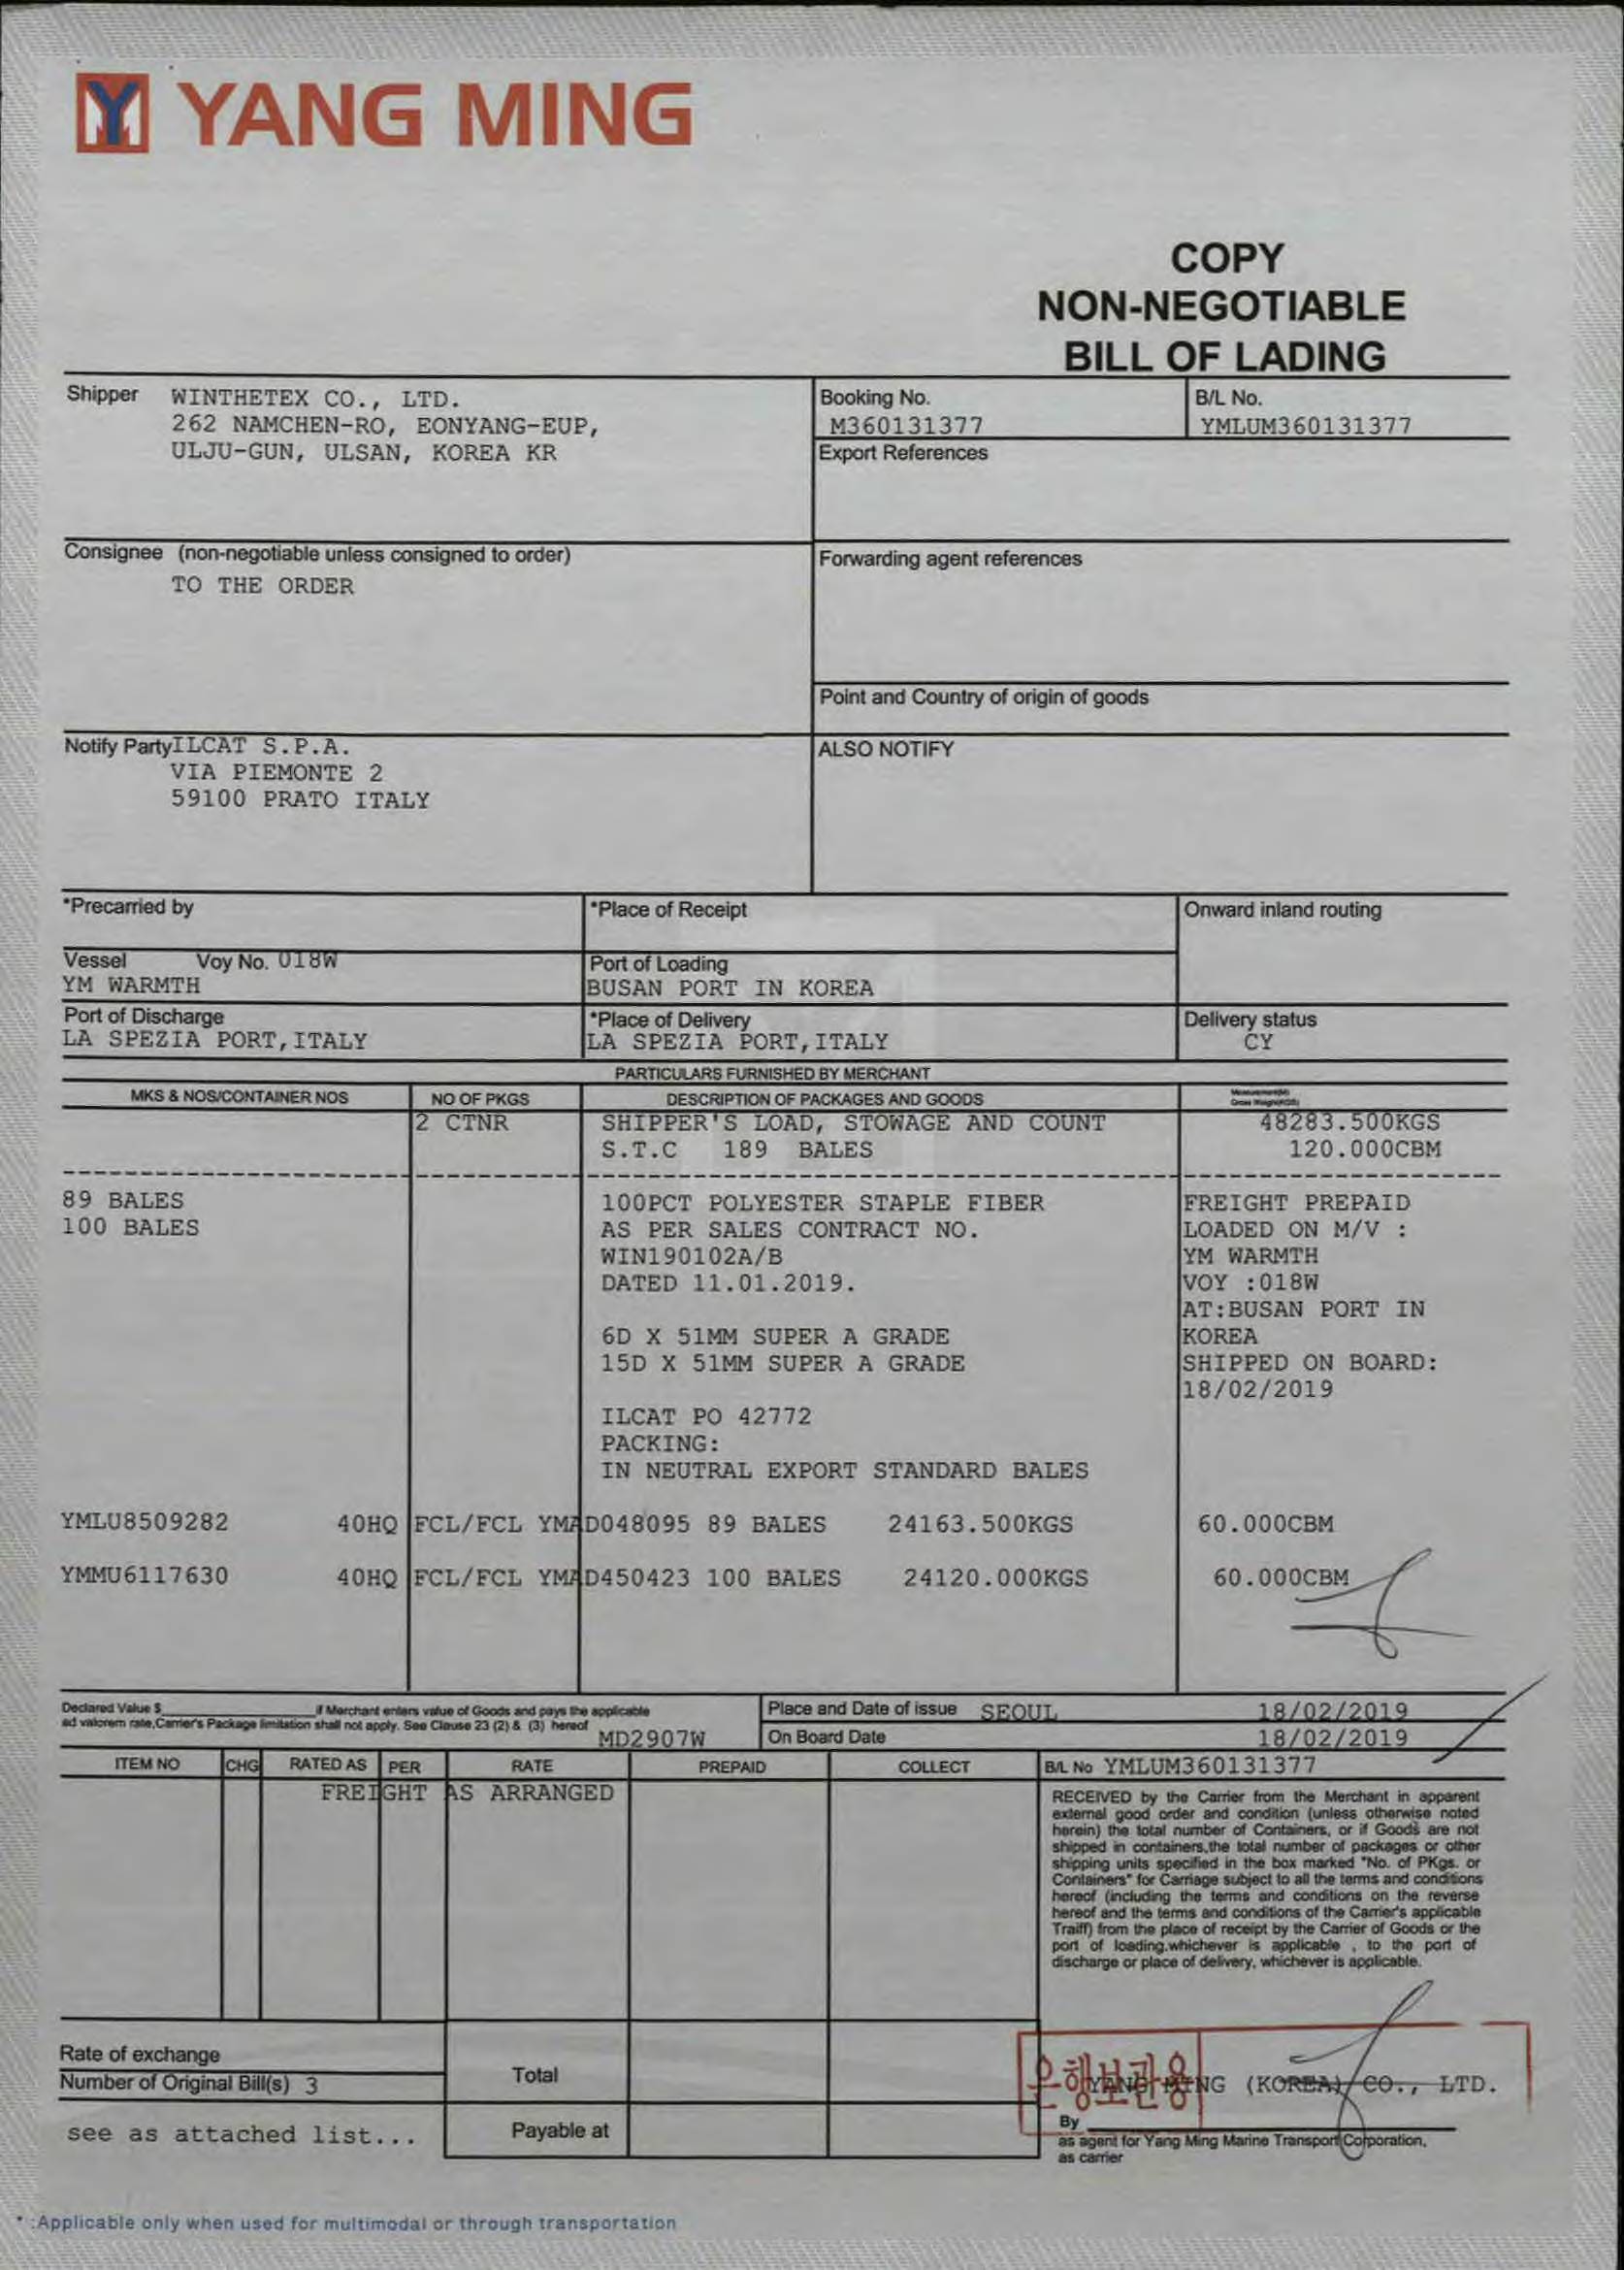 YANG MING
COPY
NON-NEGOTIABLE
BILL OF LADING
Shipper WINTHETEX CO., LTD.
262 NAMCHEN-RO, EONYANG-EUP,
ULJU-GUN, ULSAN, KOREA KR
Booking No.
M360131377
B/L No.
YMLUM360131377
Export References
Consignee (non-negotiable unless consigned to order)
TO THE ORDER
Forwarding agent references
Point and Country of origin of goods
Notify Party ILCAT S.P.A.
VIA PIEMONTE 2
59100 PRATO ITALY
ALSO NOTIFY
*Precarried by
*Place of Receipt
Onward inland routing
Vessel Voy No. 018W
YM WARMTH
Port of Loading
BUSAN PORT IN KOREA
Port of Discharge
LA SPEZIA PORT,ITALY
*Place of Delivery
LA SPEZIA PORT,ITALY
Delivery status
CY
PARTICULARS FURNISHED BY MERCHANT
MKS & NOS/CONTAINER NOS NO OF PKGS DESCRIPTION OF PACKAGES AND GOODS Measurement(M) Gross Weight(KGS)
2 CTNR SHIPPER'S LOAD, STOWAGE AND COUNT 48283.500KGS
S.T.C 189 BALES 120.000CBM
89 BALES 100PCT POLYESTER STAPLE FIBER FREIGHT PREPAID
100 BALES AS PER SALES CONTRACT NO. LOADED ON M/V :
WIN190102A/B YM WARMTH
DATED 11.01.2019. VOY :018W
AT:BUSAN PORT IN
6D X 51MM SUPER A GRADE KOREA
15D X 51MM SUPER A GRADE SHIPPED ON BOARD:
18/02/2019
ILCAT PO 42772
PACKING:
IN NEUTRAL EXPORT STANDARD BALES
YMLU8509282 40HQ FCL/FCL YMAD048095 89 BALES 24163.500KGS 60.000CBM
YMMU6117630 40HQ FCL/FCL YMAD450423 100 BALES 24120.000KGS 60.000CBM
Declared Value $ if Merchant enters value of Goods and pays the applicable
ad valorem rate,Carrier's Package limitation shall not apply. See Clause 23 (2) & (3) hereof
MD2907W
Place and Date of issue SEOUL 18/02/2019
On Board Date 18/02/2019
ITEM NO CHG RATED AS PER RATE PREPAID COLLECT B/L No YMLUM360131377
FREIGHT AS ARRANGED
RECEIVED by the Carrier from the Merchant in apparent
external good order and condition (unless otherwise noted
herein) the total number of Containers, or if Goods are not
shipped in containers,the total number of packages or other
shipping units specified in the box marked "No. of PKgs. or
Containers" for Carriage subject to all the terms and conditions
hereof (including the terms and conditions on the reverse
hereof and the terms and conditions of the Carrier's applicable
Traiff) from the place of receipt by the Carrier of Goods or the
port of loading.whichever is applicable , to the port of
discharge or place of delivery, whichever is applicable.
Rate of exchange
Number of Original Bill(s) 3
Total
은행보관용
YANG MING (KOREA) CO., LTD.
see as attached list...
Payable at
By
as agent for Yang Ming Marine Transport Corporation,
as carrier
* :Applicable only when used for multimodal or through transportation